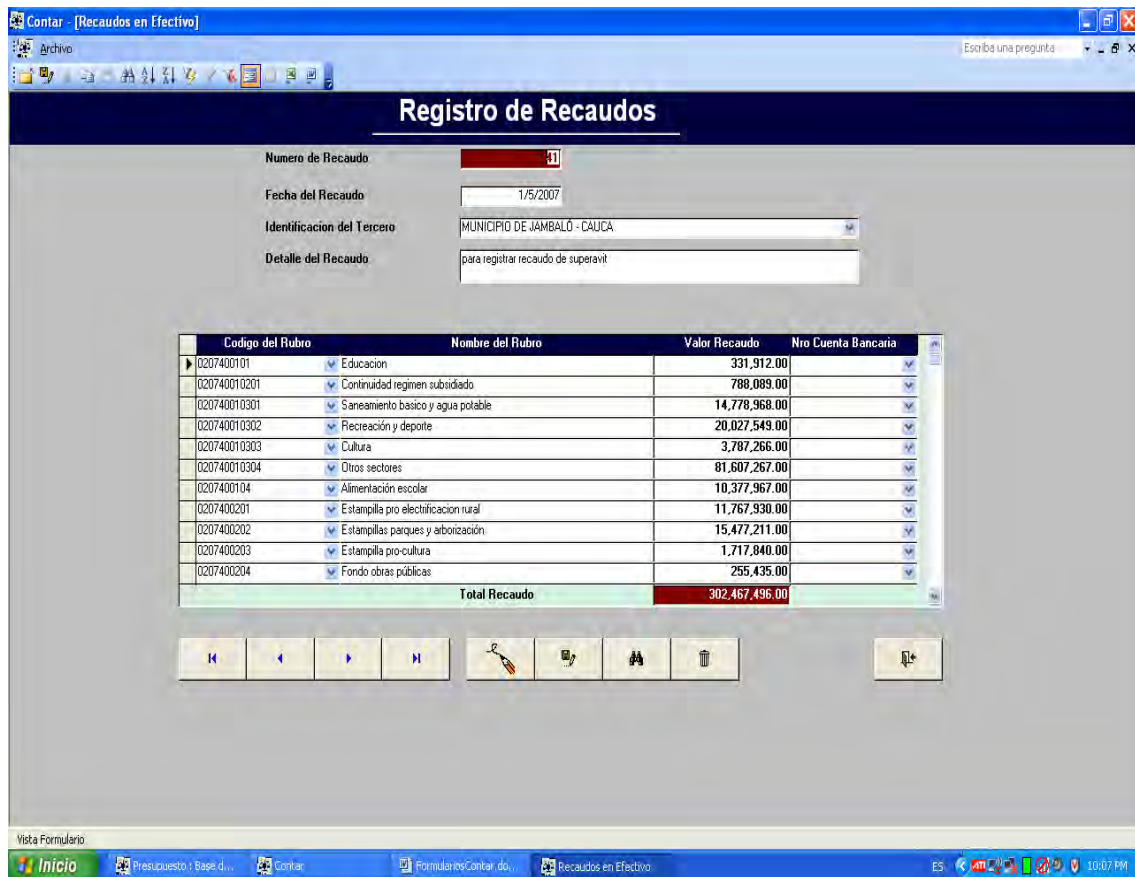 Contar - [Recaudos en Efectivo]
Archivo
Escriba una pregunta
Registro de Recaudos
Numero de Recaudo 41
Fecha del Recaudo 1/5/2007
Identificacion del Tercero MUNICIPIO DE JAMBALÓ - CAUCA
Detalle del Recaudo para registrar recaudo de superavit
Codigo del Rubro Nombre del Rubro Valor Recaudo Nro Cuenta Bancaria
0207400101 Educacion 331,912.00
020740010201 Continuidad regimen subsidiado 788,089.00
020740010301 Saneamiento basico y agua potable 14,778,968.00
020740010302 Recreación y deporte 20,027,549.00
020740010303 Cultura 3,787,266.00
020740010304 Otros sectores 81,607,267.00
0207400104 Alimentación escolar 10,377,967.00
0207400201 Estampilla pro electrificacion rural 11,767,930.00
0207400202 Estampillas parques y arborización 15,477,211.00
0207400203 Estampilla pro-cultura 1,717,840.00
0207400204 Fondo obras públicas 255,435.00
Total Recaudo 302,467,496.00
Vista Formulario
Inicio Presupuesto : Base d... Contar FormulariosContar.do... Recaudos en Efectivo ES ATI 10:07 PM